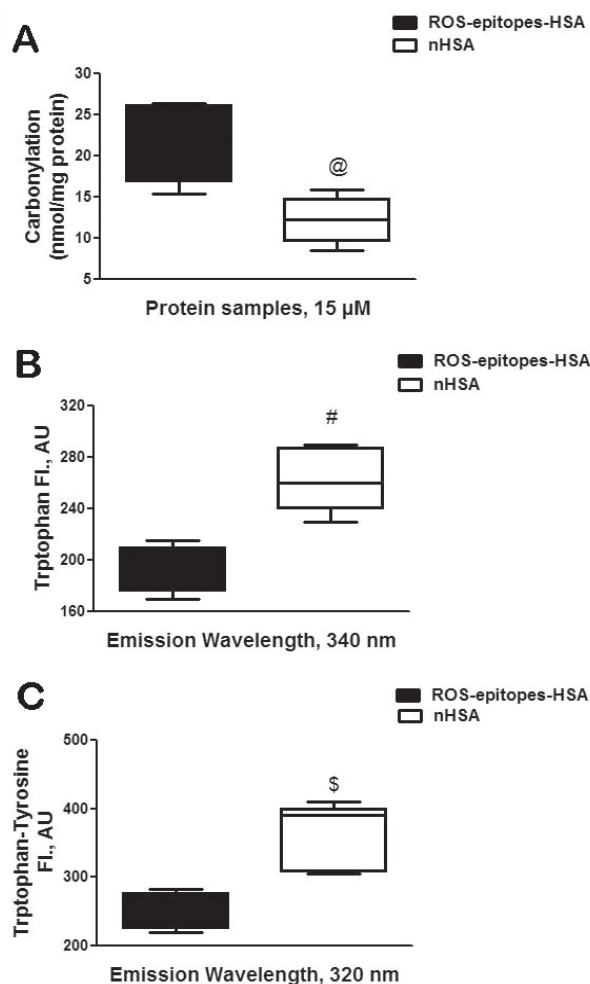 A
ROS-epitopes-HSA
nHSA
Carbonylation
(nmol/mg protein)
30
25
20
15
10
5
@
Protein samples, 15 µM
B
ROS-epitopes-HSA
nHSA
Trptophan Fl., AU
320
280
240
200
160
#
Emission Wavelength, 340 nm
C
ROS-epitopes-HSA
nHSA
Trptophan-Tyrosine
Fl., AU
500
400
300
200
$
Emission Wavelength, 320 nm